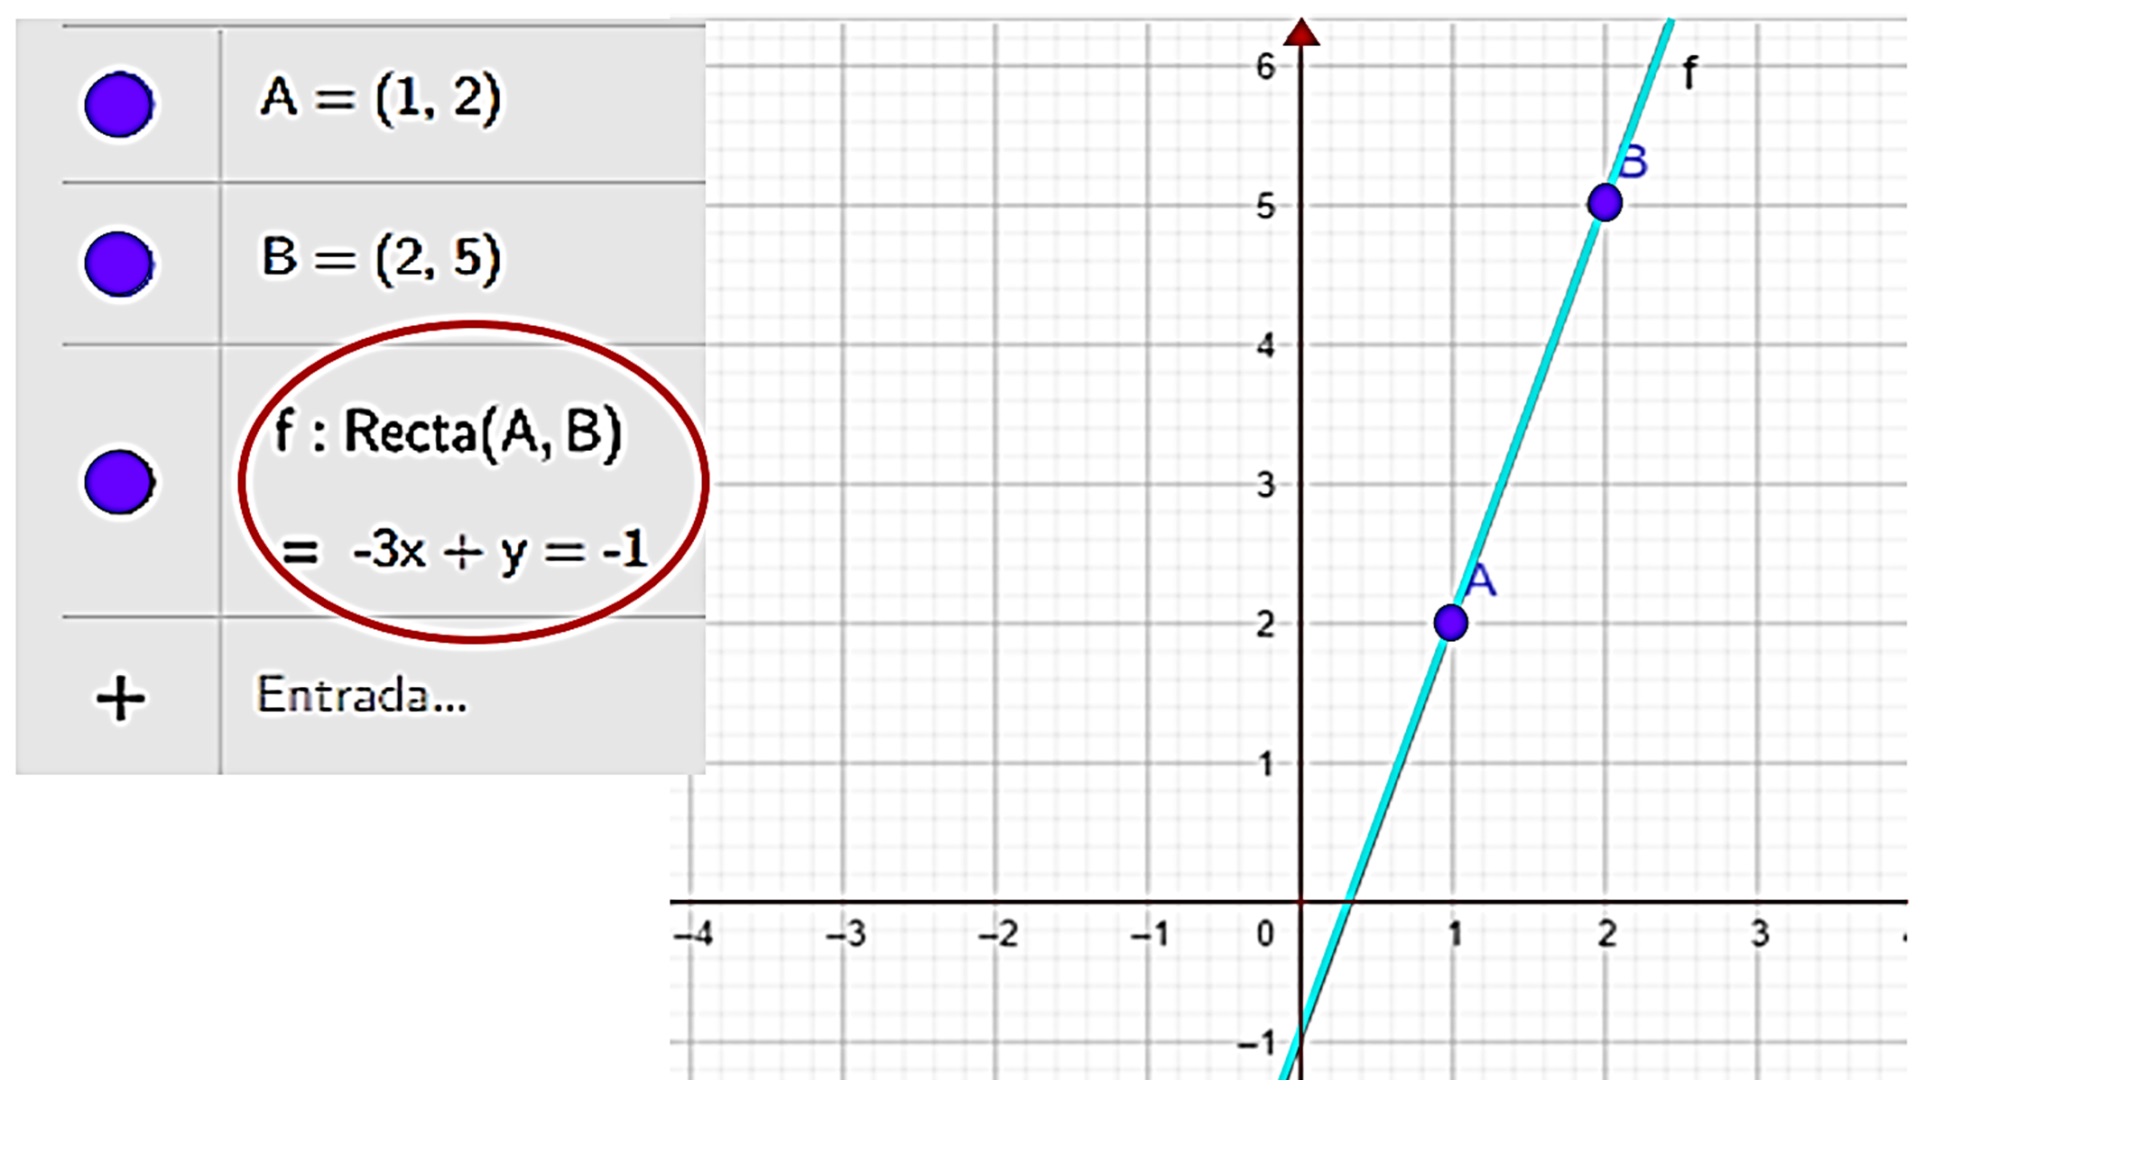 A = (1, 2)
B = (2, 5)
f : Recta(A, B)
= -3x + y = -1
+ Entrada...
f
6
B
5
4
3
A
2
1
–4 –3 –2 –1 0 1 2 3
–1